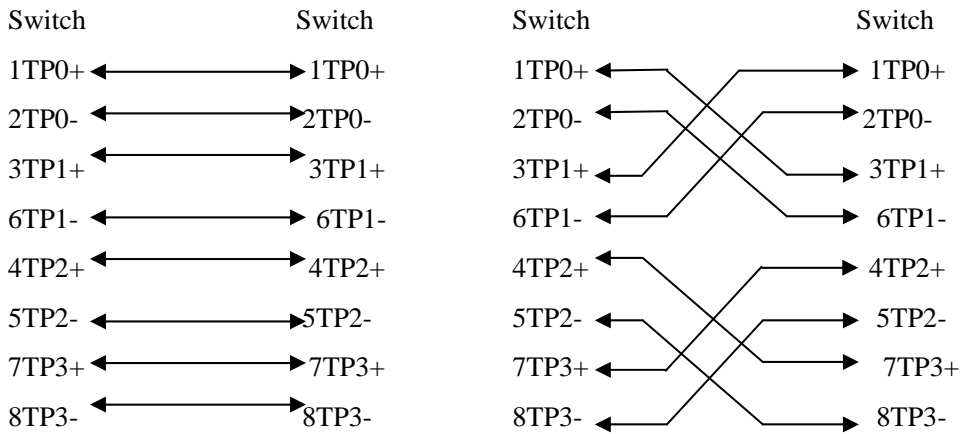 Switch Switch Switch Switch
1TP0+ 1TP0+ 1TP0+ 1TP0+
2TP0- 2TP0- 2TP0- 2TP0-
3TP1+ 3TP1+ 3TP1+ 3TP1+
6TP1- 6TP1- 6TP1- 6TP1-
4TP2+ 4TP2+ 4TP2+ 4TP2+
5TP2- 5TP2- 5TP2- 5TP2-
7TP3+ 7TP3+ 7TP3+ 7TP3+
8TP3- 8TP3- 8TP3- 8TP3-